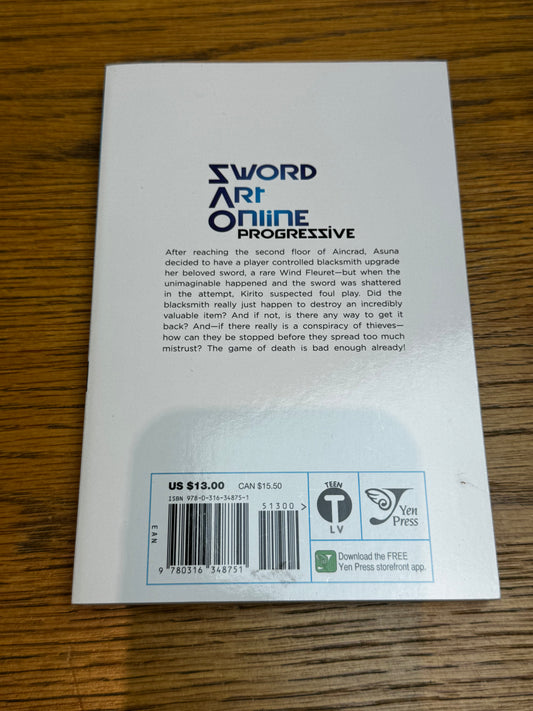 SWORD
ART
ONLINE
PROGRESSIVE
After reaching the second floor of Aincrad, Asuna
decided to have a player controlled blacksmith upgrade
her beloved sword, a rare Wind Fleuret—but when the
unimaginable happened and the sword was shattered
in the attempt, Kirito suspected foul play. Did the
blacksmith really just happen to destroy an incredibly
valuable item? And if not, is there any way to get it
back? And—if there really is a conspiracy of thieves—
how can they be stopped before they spread too much
mistrust? The game of death is bad enough already!
US $13.00 CAN $15.50
ISBN 978-0-316-34875-1
51300 >
EAN
9 780316 348751
TEEN
T
LV
Yen
Press
Download the FREE
Yen Press storefront app.